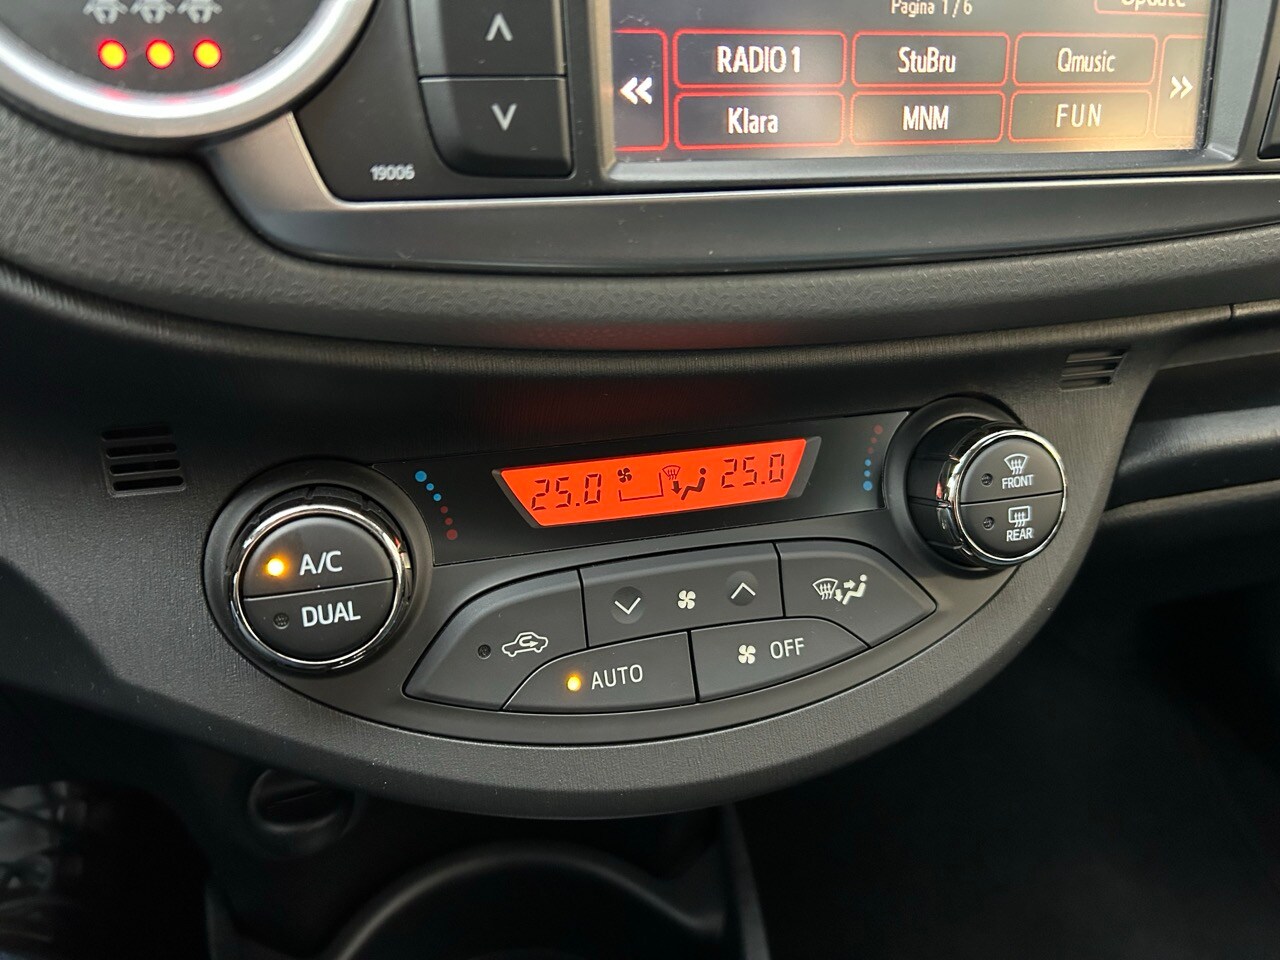 Pagina 1/6
Update
RADIO 1
StuBru
Qmusic
Klara
MNM
FUN
19006
25.0
25.0
FRONT
REAR
A/C
DUAL
AUTO
OFF